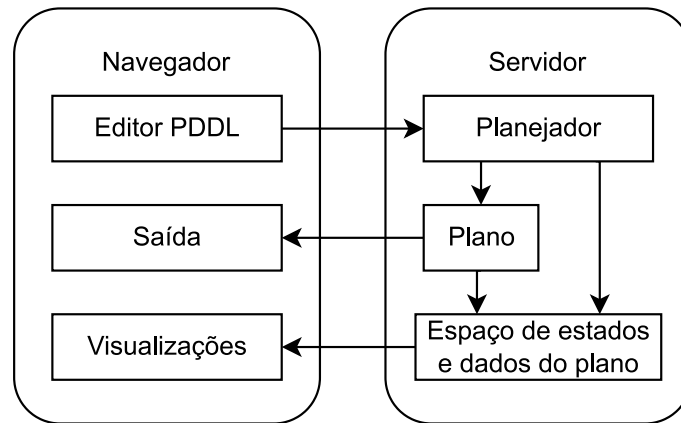 Navegador
Servidor
Editor PDDL
Planejador
Saída
Plano
Visualizações
Espaço de estados
e dados do plano